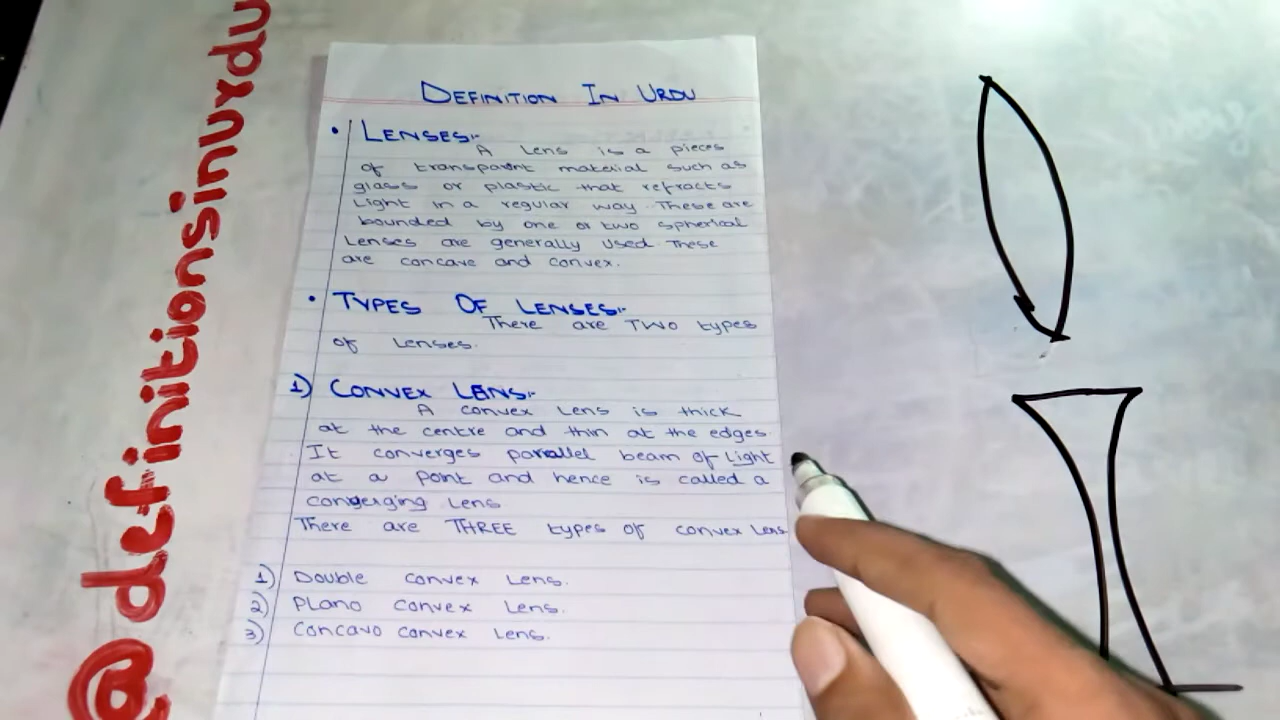 @definitionsinurdu
DEFINITION IN URDU
• LENSES:-
A Lens is a pieces
of transparent material such as
glass or plastic that refracts
Light in a regular way. These are
bounded by one or two spherical
Lenses are generally used. These
are concave and convex.
• TYPES OF LENSES:-
There are TWO types
of Lenses.
1) CONVEX LENS:-
A convex Lens is thick
at the centre and thin at the edges.
It converges parallel beam of Light
at a point and hence is called a
converging Lens
There are THREE types of convex Lens
1) Double convex Lens.
2) Plano convex Lens.
3) Concavo convex Lens.